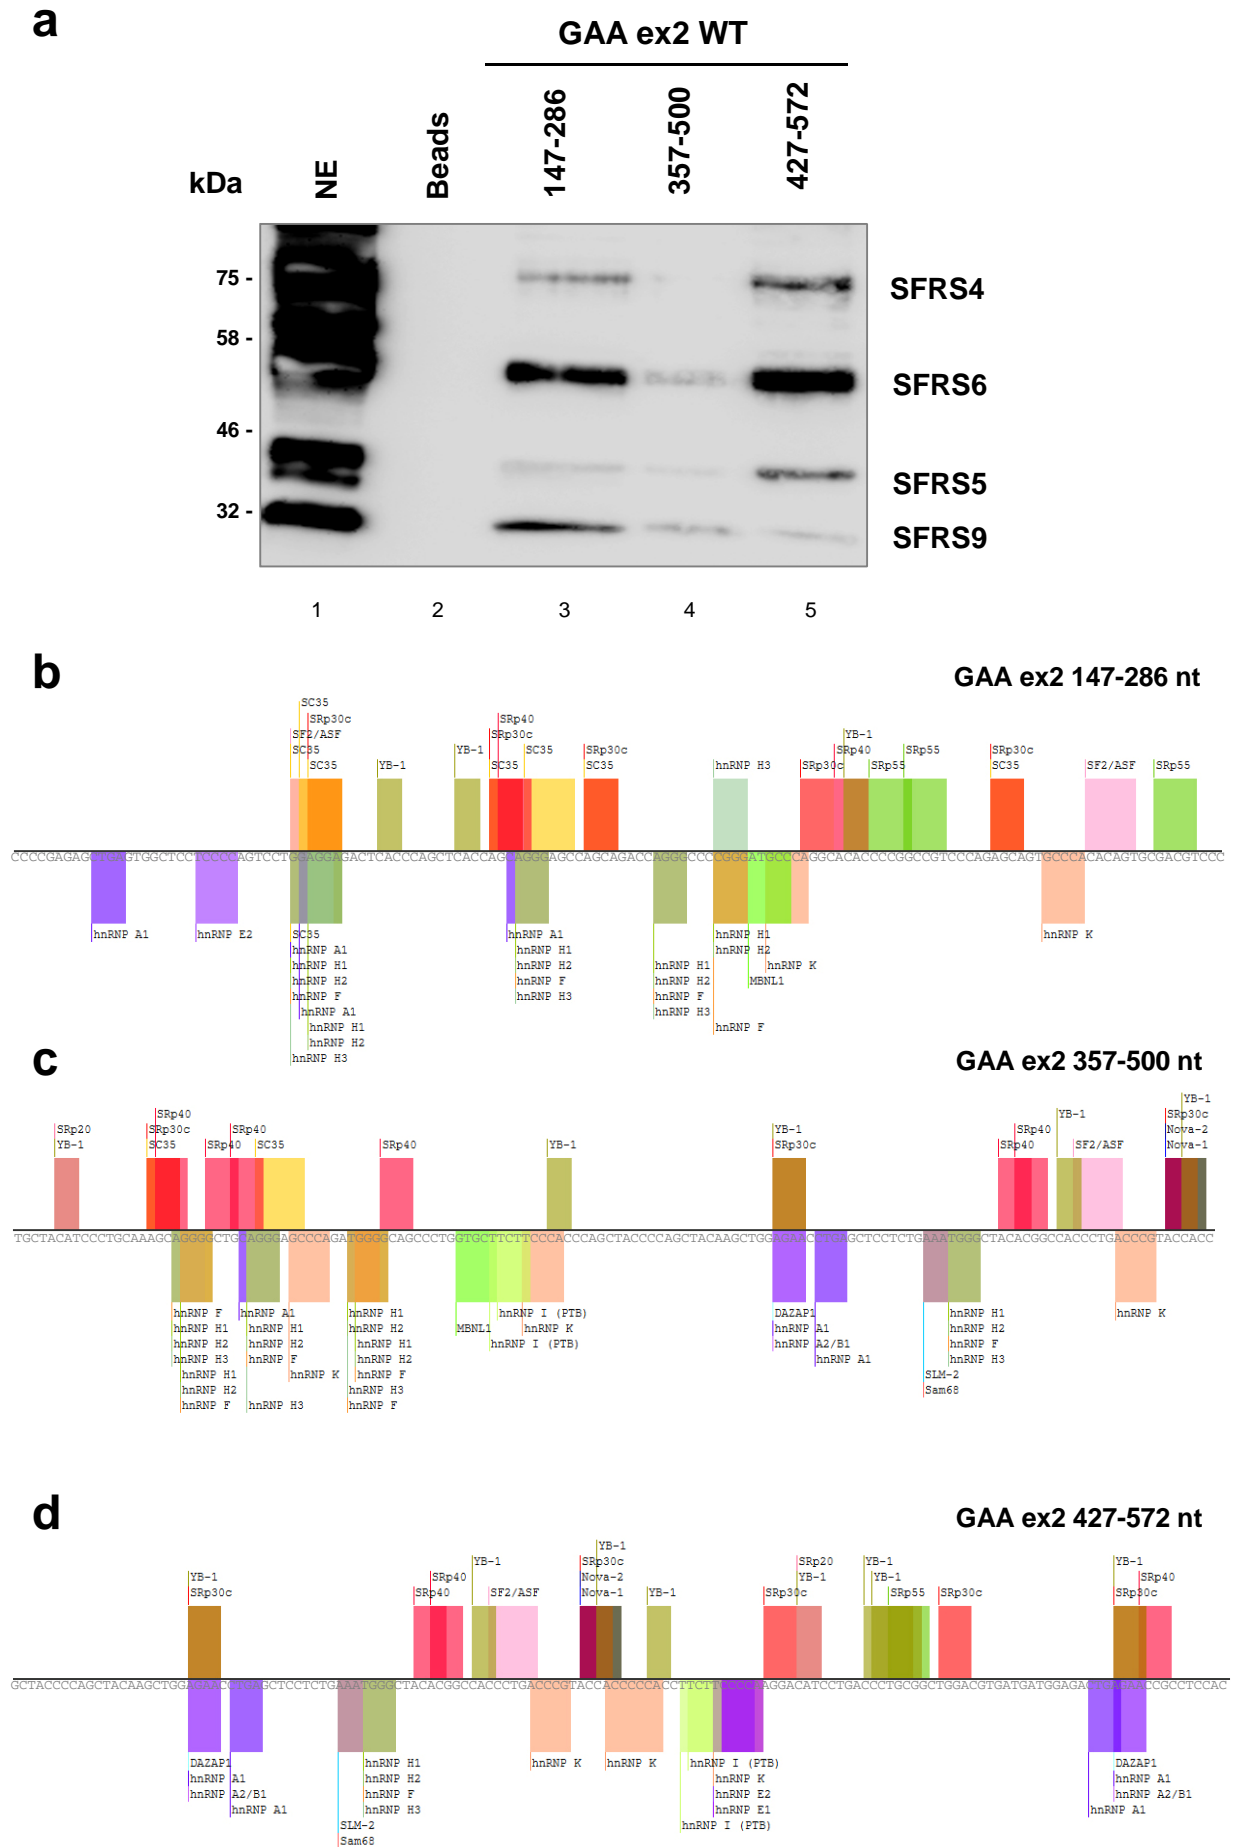 a
GAA ex2 WT
kDa
NE
Beads
147-286
357-500
427-572
75 -
58 -
46 -
32 -
SFRS4
SFRS6
SFRS5
SFRS9
1 2 3 4 5
b
GAA ex2 147-286 nt
SC35
SRp30c SRp40 YB-1
SF2/ASF SRp30c SRp40
SC35 YB-1 YB-1 SC35 SRp30c hnRNP H3 SRp30c SRp55 SRp55 SRp30c SF2/ASF SRp55
SC35 SC35 SC35 SC35
CCCCGAGAGCTGAGTGGCTCCTCCCCAGTCCTGGAGGAGACTCACCCAGCTCACCAGCAGGGAGCCAGCAGACCAGGGCCCCGGGATGCCCAGGCACACCCCGGCCGTCCCAGAGCAGTGCCCACACAGTGCGACGTCCC
hnRNP A1 hnRNP E2 SC35 hnRNP A1 hnRNP H1 hnRNP K
hnRNP A1 hnRNP H1 hnRNP H2
hnRNP H1 hnRNP H2 hnRNP H1 hnRNP K
hnRNP H2 hnRNP F hnRNP H2 MBNL1
hnRNP F hnRNP H3 hnRNP F
hnRNP A1 hnRNP H3
hnRNP H1 hnRNP F
hnRNP H2
hnRNP H3
c
GAA ex2 357-500 nt
YB-1
SRp40 SRp30c
SRp20 SRp30c SRp40 YB-1 SRp40 YB-1 Nova-2
YB-1 SC35 SRp40 SC35 SRp40 YB-1 SRp30c SRp40 SF2/ASF Nova-1
TGCTACATCCCTGCAAAGCAGGGGCTGCAGGGAGCCCAGATGGGGCAGCCCTGGTGCTTCTTCCCACCCAGCTACCCCAGCTACAAGCTGGAGAACCTGAGCTCCTCTGAAATGGGCTACACGGCCACCCTGACCCGTACCACC
hnRNP F hnRNP A1 hnRNP H1 hnRNP I (PTB) DAZAP1 hnRNP H1 hnRNP K
hnRNP H1 hnRNP H1 hnRNP H2 MBNL1 hnRNP K hnRNP A1 hnRNP H2
hnRNP H2 hnRNP H2 hnRNP H1 hnRNP I (PTB) hnRNP A2/B1 hnRNP F
hnRNP H3 hnRNP F hnRNP H2 hnRNP A1 hnRNP H3
hnRNP H1 hnRNP K hnRNP F SLM-2
hnRNP H2 hnRNP H3 Sam68
hnRNP F hnRNP H3 hnRNP F
d
GAA ex2 427-572 nt
YB-1
YB-1 SRp40 YB-1 SRp30c SRp20 YB-1 YB-1
SRp30c SRp40 SF2/ASF Nova-2 YB-1 YB-1 SRp40
Nova-1 YB-1 SRp30c SRp55 SRp30c SRp30c
GCTACCCCAGCTACAAGCTGGAGAACCTGAGCTCCTCTGAAATGGGCTACACGGCCACCCTGACCCGTACCACCCCCACCTTCTTCCCCAAGGACATCCTGACCCTGCGGCTGGACGTGATGATGGAGACTGACAACCGCCTCCAC
DAZAP1 hnRNP H1 hnRNP K hnRNP K hnRNP I (PTB) DAZAP1
hnRNP A1 hnRNP H2 hnRNP K hnRNP A1
hnRNP A2/B1 hnRNP F hnRNP E2 hnRNP A2/B1
hnRNP A1 hnRNP H3 hnRNP E1 hnRNP A1
SLM-2 hnRNP I (PTB)
Sam68